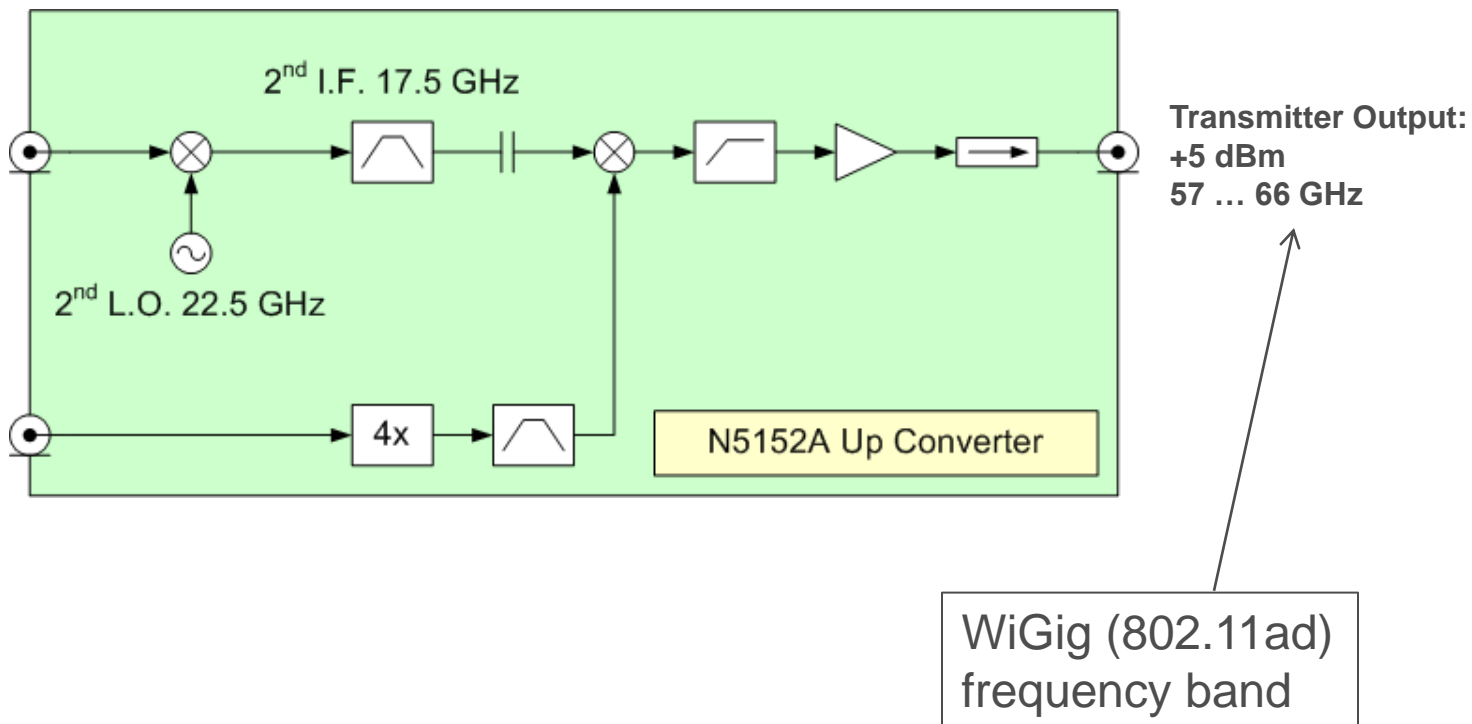 2nd I.F. 17.5 GHz
Transmitter Output:
+5 dBm
57 … 66 GHz
2nd L.O. 22.5 GHz
4x
N5152A Up Converter
WiGig (802.11ad)
frequency band